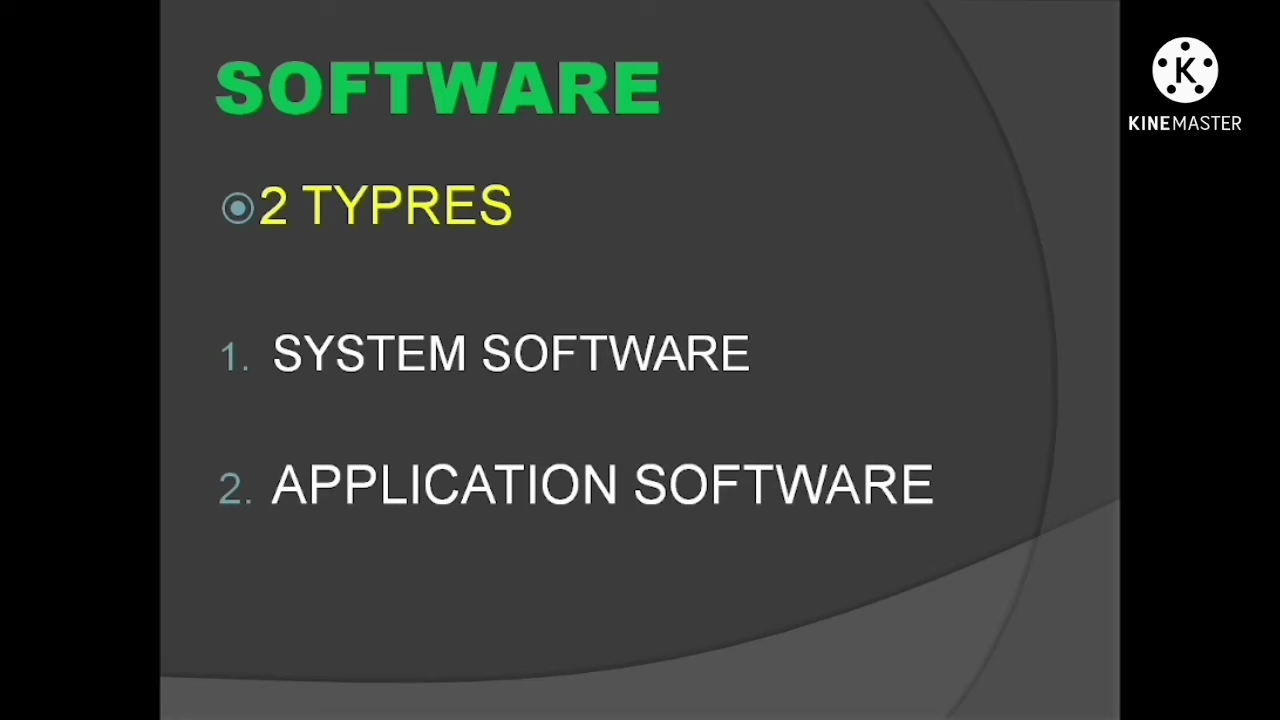 SOFTWARE
2 TYPRES
1. SYSTEM SOFTWARE
2. APPLICATION SOFTWARE
K
KINEMASTER